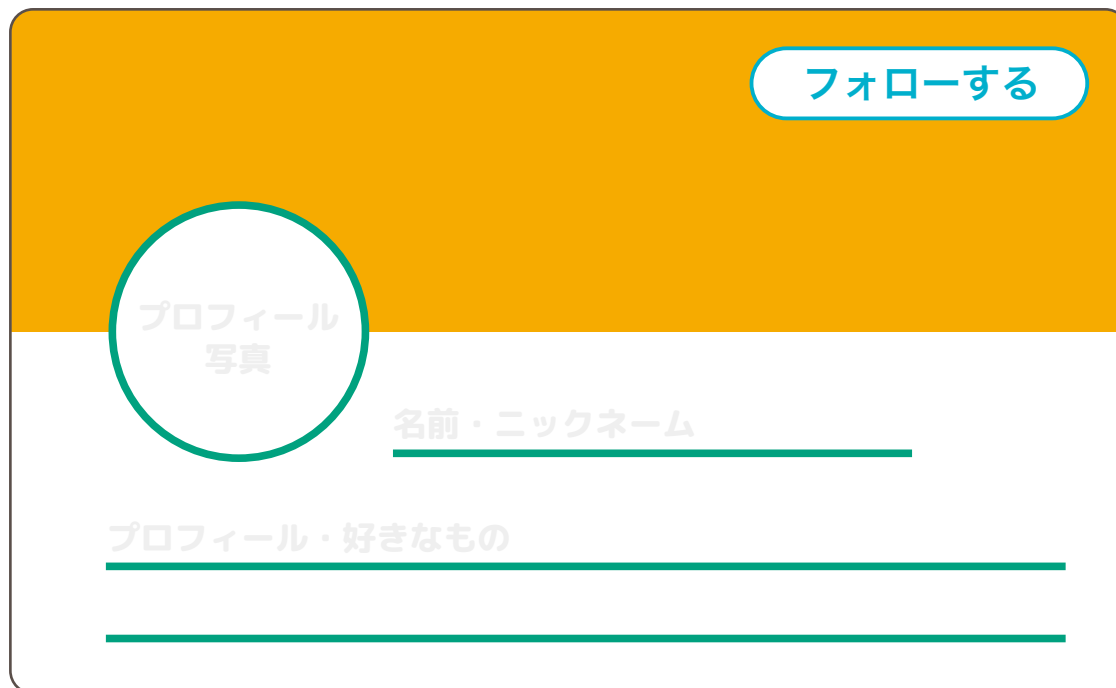 フォローする
プロフィール
写真
名前・ニックネーム
プロフィール・好きなもの